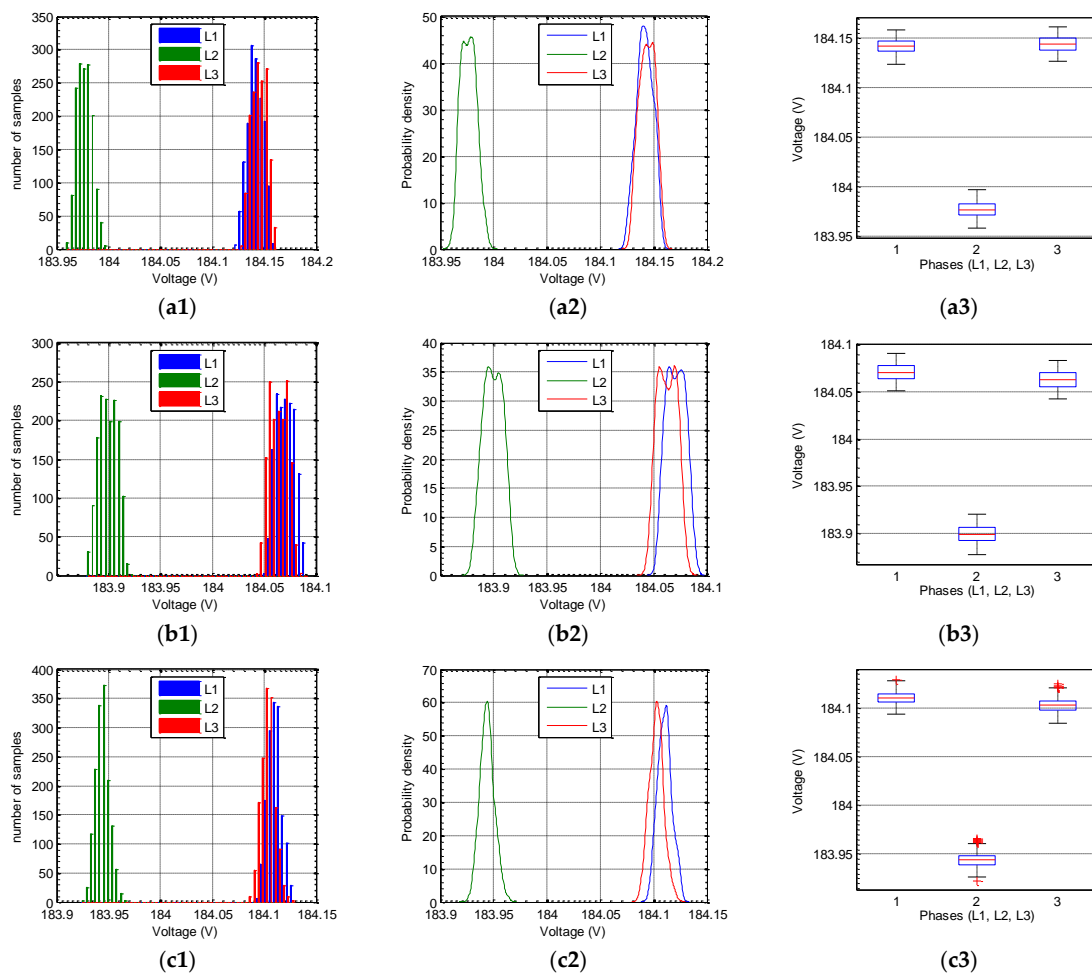 350
300
250
200
150
100
50
0
number of samples
L1
L2
L3
183.95 184 184.05 184.1 184.15 184.2
Voltage (V)
(a1)
50
40
30
20
10
0
Probability density
L1
L2
L3
183.95 184 184.05 184.1 184.15 184.2
Voltage (V)
(a2)
184.15
184.1
184.05
184
183.95
Voltage (V)
1 2 3
Phases (L1, L2, L3)
(a3)
300
250
200
150
100
50
0
number of samples
L1
L2
L3
183.9 183.95 184 184.05 184.1
Voltage (V)
(b1)
40
35
30
25
20
15
10
5
0
Probability density
L1
L2
L3
183.9 183.95 184 184.05 184.1
Voltage (V)
(b2)
184.1
184.05
184
183.95
183.9
Voltage (V)
1 2 3
Phases (L1, L2, L3)
(b3)
400
350
300
250
200
150
100
50
0
number of samples
L1
L2
L3
183.9 183.95 184 184.05 184.1 184.15
Voltage (V)
(c1)
70
60
50
40
30
20
10
0
Probability density
L1
L2
L3
183.9 183.95 184 184.05 184.1 184.15
Voltage (V)
(c2)
184.1
184.05
184
183.95
Voltage (V)
1 2 3
Phases (L1, L2, L3)
(c3)